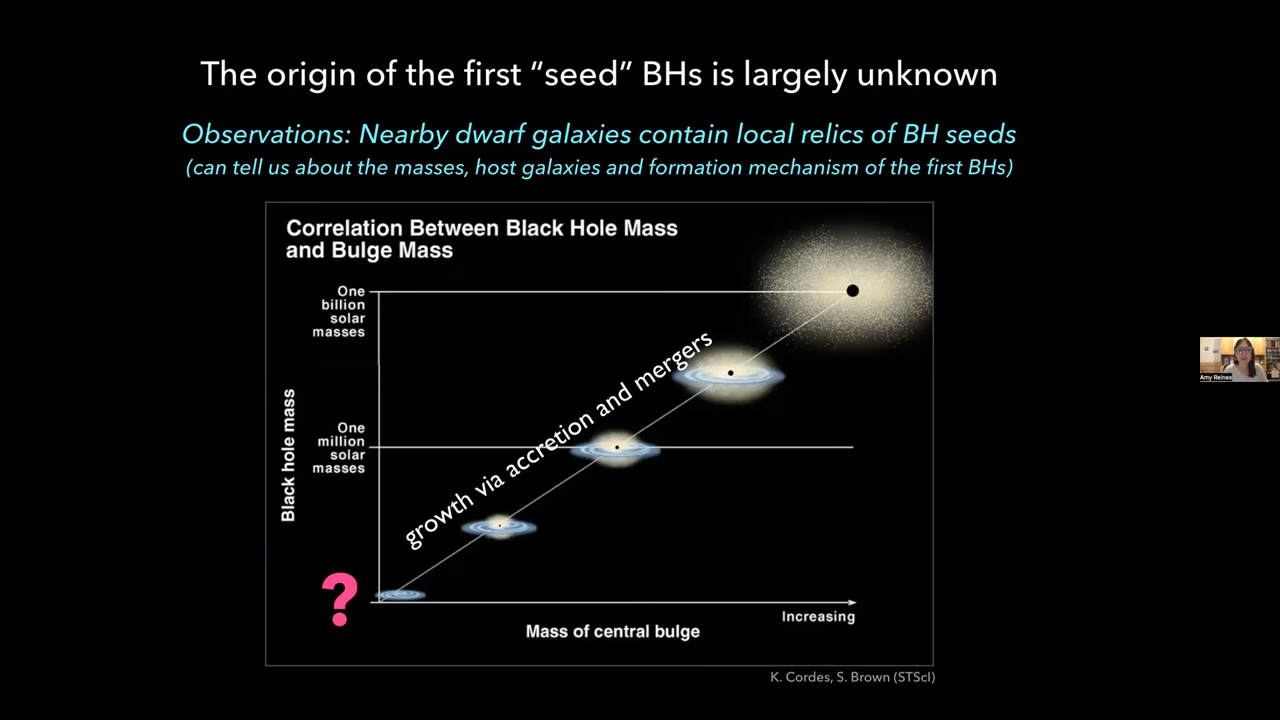 The origin of the first “seed” BHs is largely unknown
Observations: Nearby dwarf galaxies contain local relics of BH seeds
(can tell us about the masses, host galaxies and formation mechanism of the first BHs)
Correlation Between Black Hole Mass
and Bulge Mass
One
billion
solar
masses
growth via accretion and mergers
Black hole mass
One
million
solar
masses
?
Increasing
Mass of central bulge
K. Cordes, S. Brown (STScI)
Amy Reines